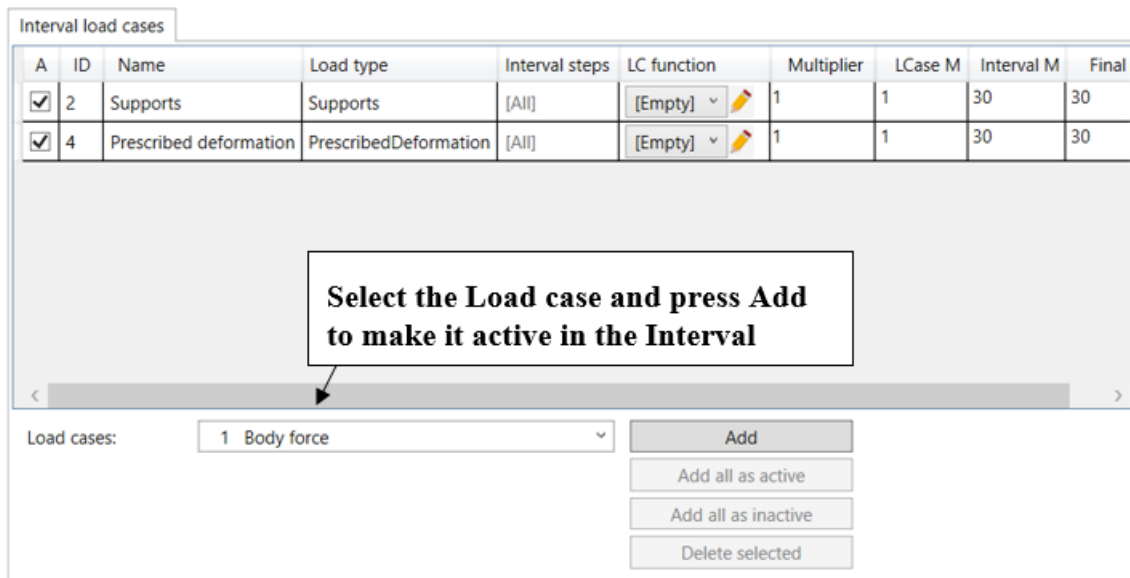 Interval load cases
A ID Name Load type Interval steps LC function Multiplier LCase M Interval M Final
2 Supports Supports [All] [Empty] 1 1 30 30
4 Prescribed deformation PrescribedDeformation [All] [Empty] 1 1 30 30
Select the Load case and press Add
to make it active in the Interval
Load cases: 1 Body force Add
Add all as active
Add all as inactive
Delete selected